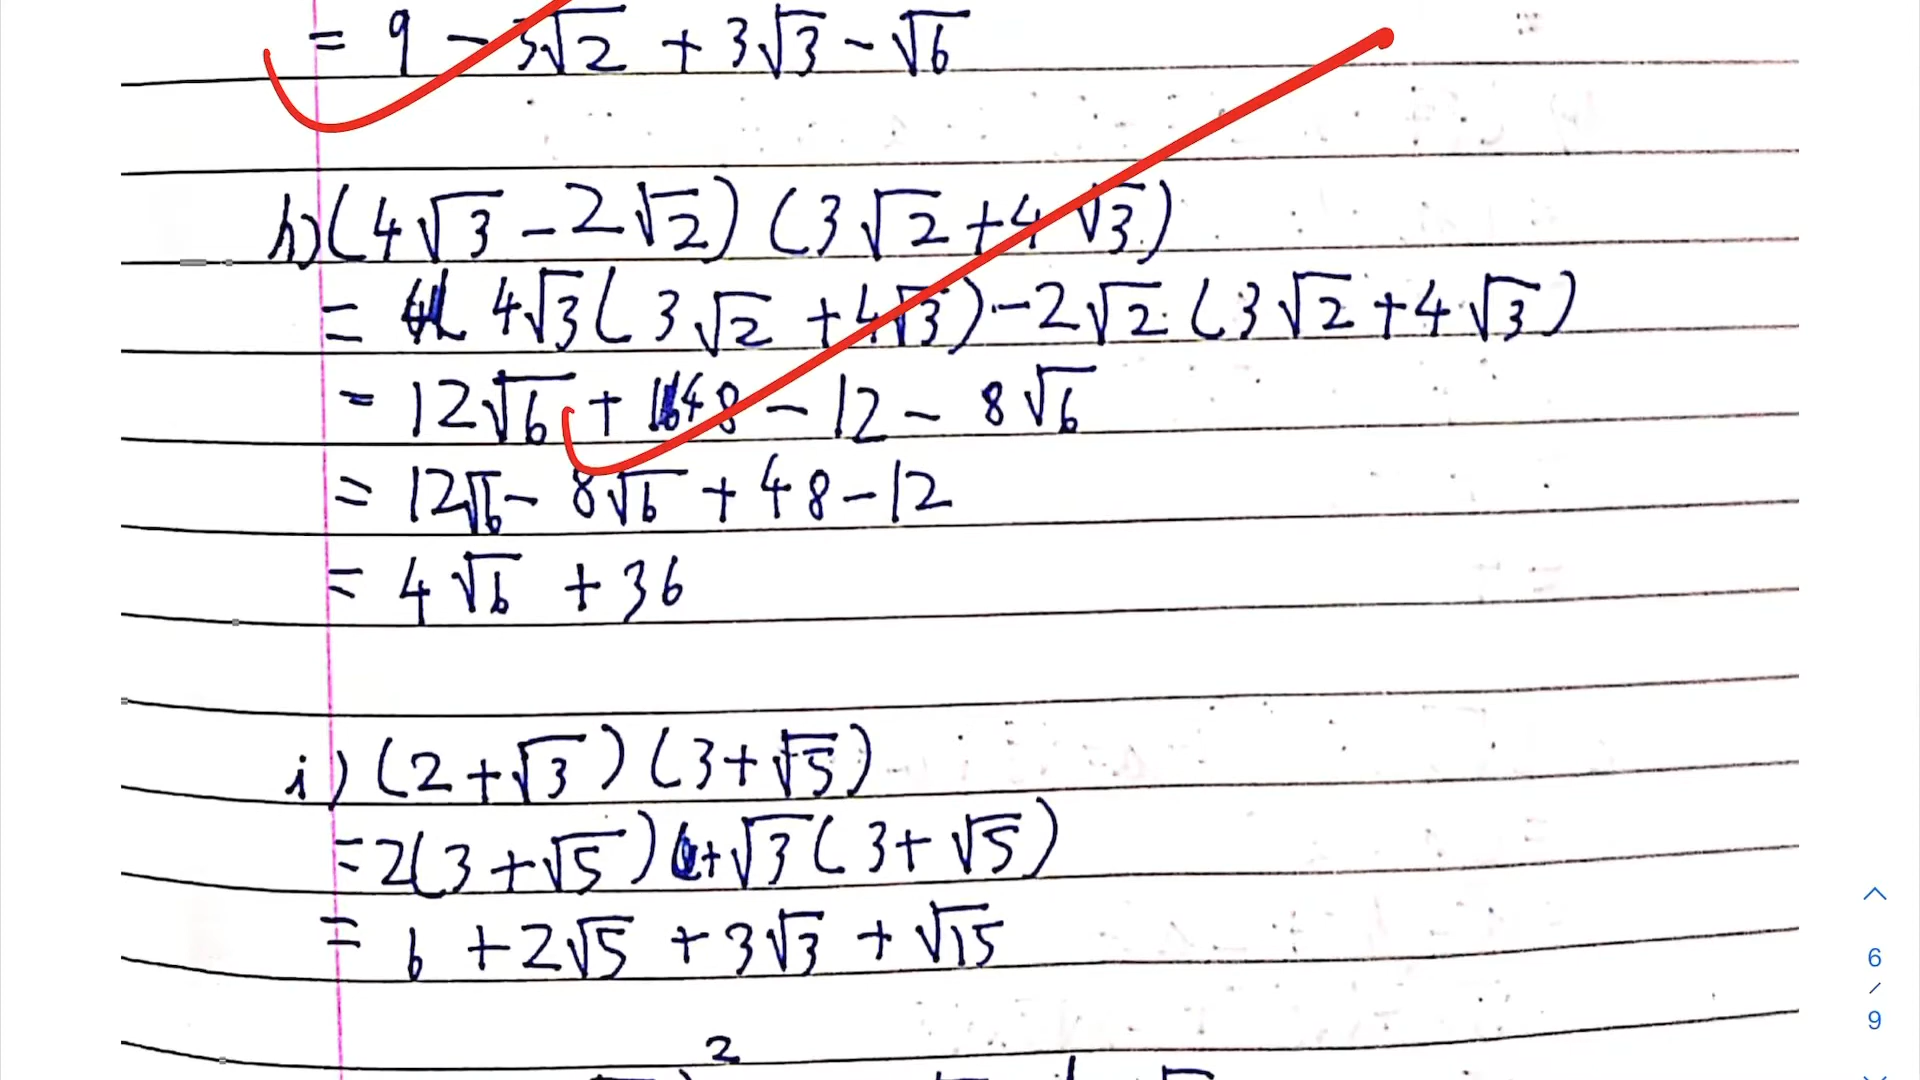 = 9 - 3√2 + 3√3 - √6
h) (4√3 - 2√2) (3√2 + 4√3)
= 4√3 (3√2 + 4√3) - 2√2 (3√2 + 4√3)
= 12√6 + 48 - 12 - 8√6
= 12√6 - 8√6 + 48 - 12
= 4√6 + 36
i) (2 + √3) (3 + √5)
= 2(3 + √5) + √3 (3 + √5)
= 6 + 2√5 + 3√3 + √15
2
6
/
9